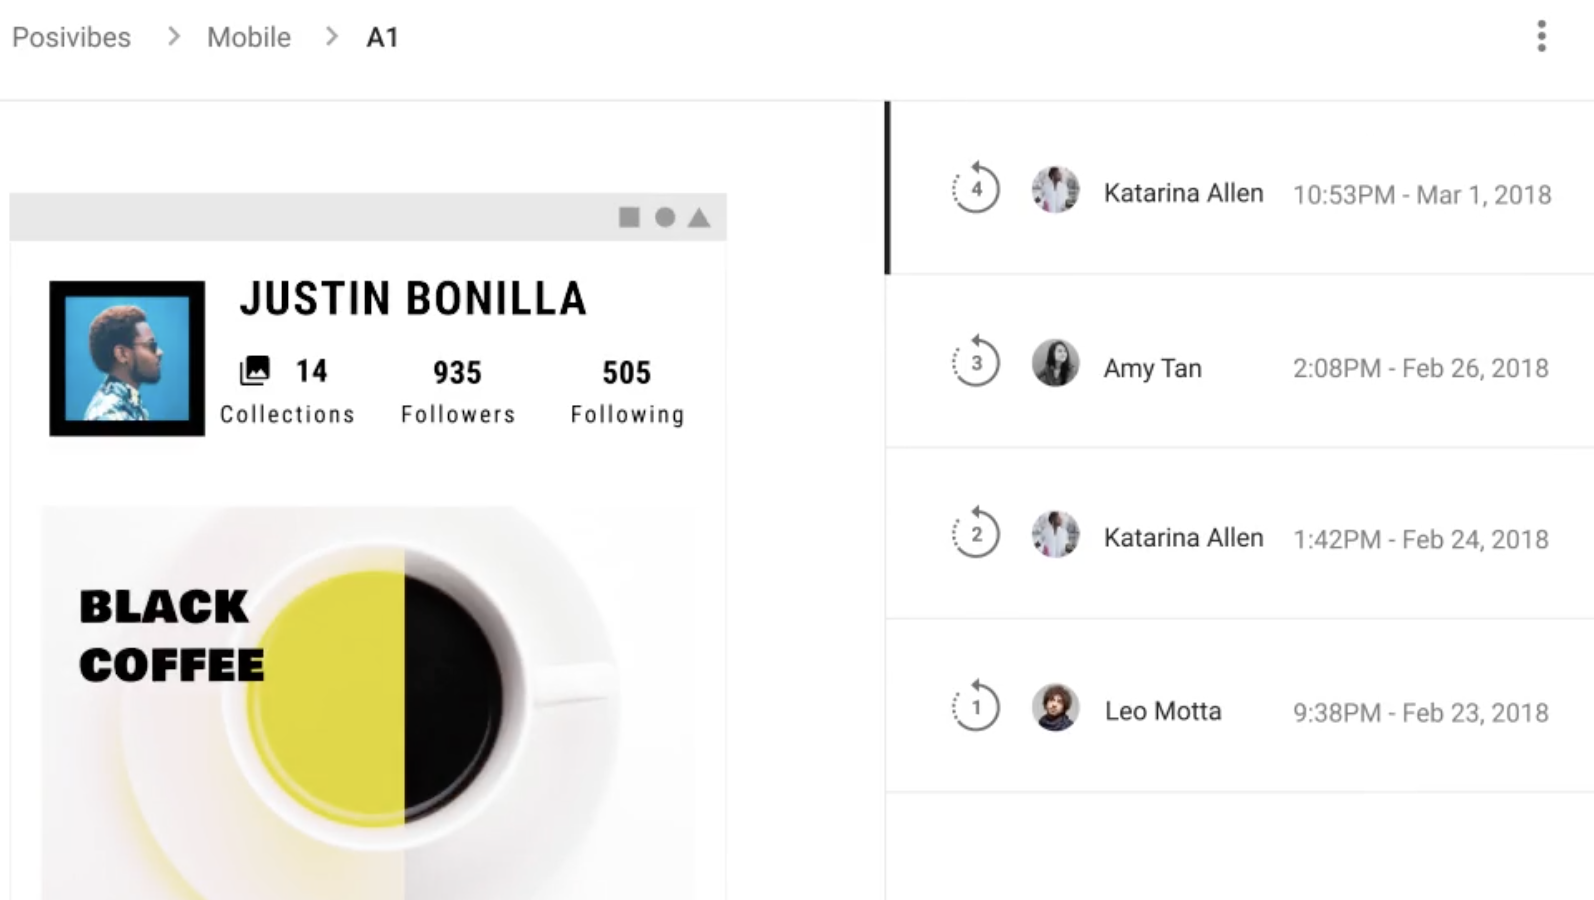 Posivibes > Mobile > A1
JUSTIN BONILLA
14 935 505
Collections Followers Following
BLACK
COFFEE
4 Katarina Allen 10:53PM - Mar 1, 2018
3 Amy Tan 2:08PM - Feb 26, 2018
2 Katarina Allen 1:42PM - Feb 24, 2018
1 Leo Motta 9:38PM - Feb 23, 2018